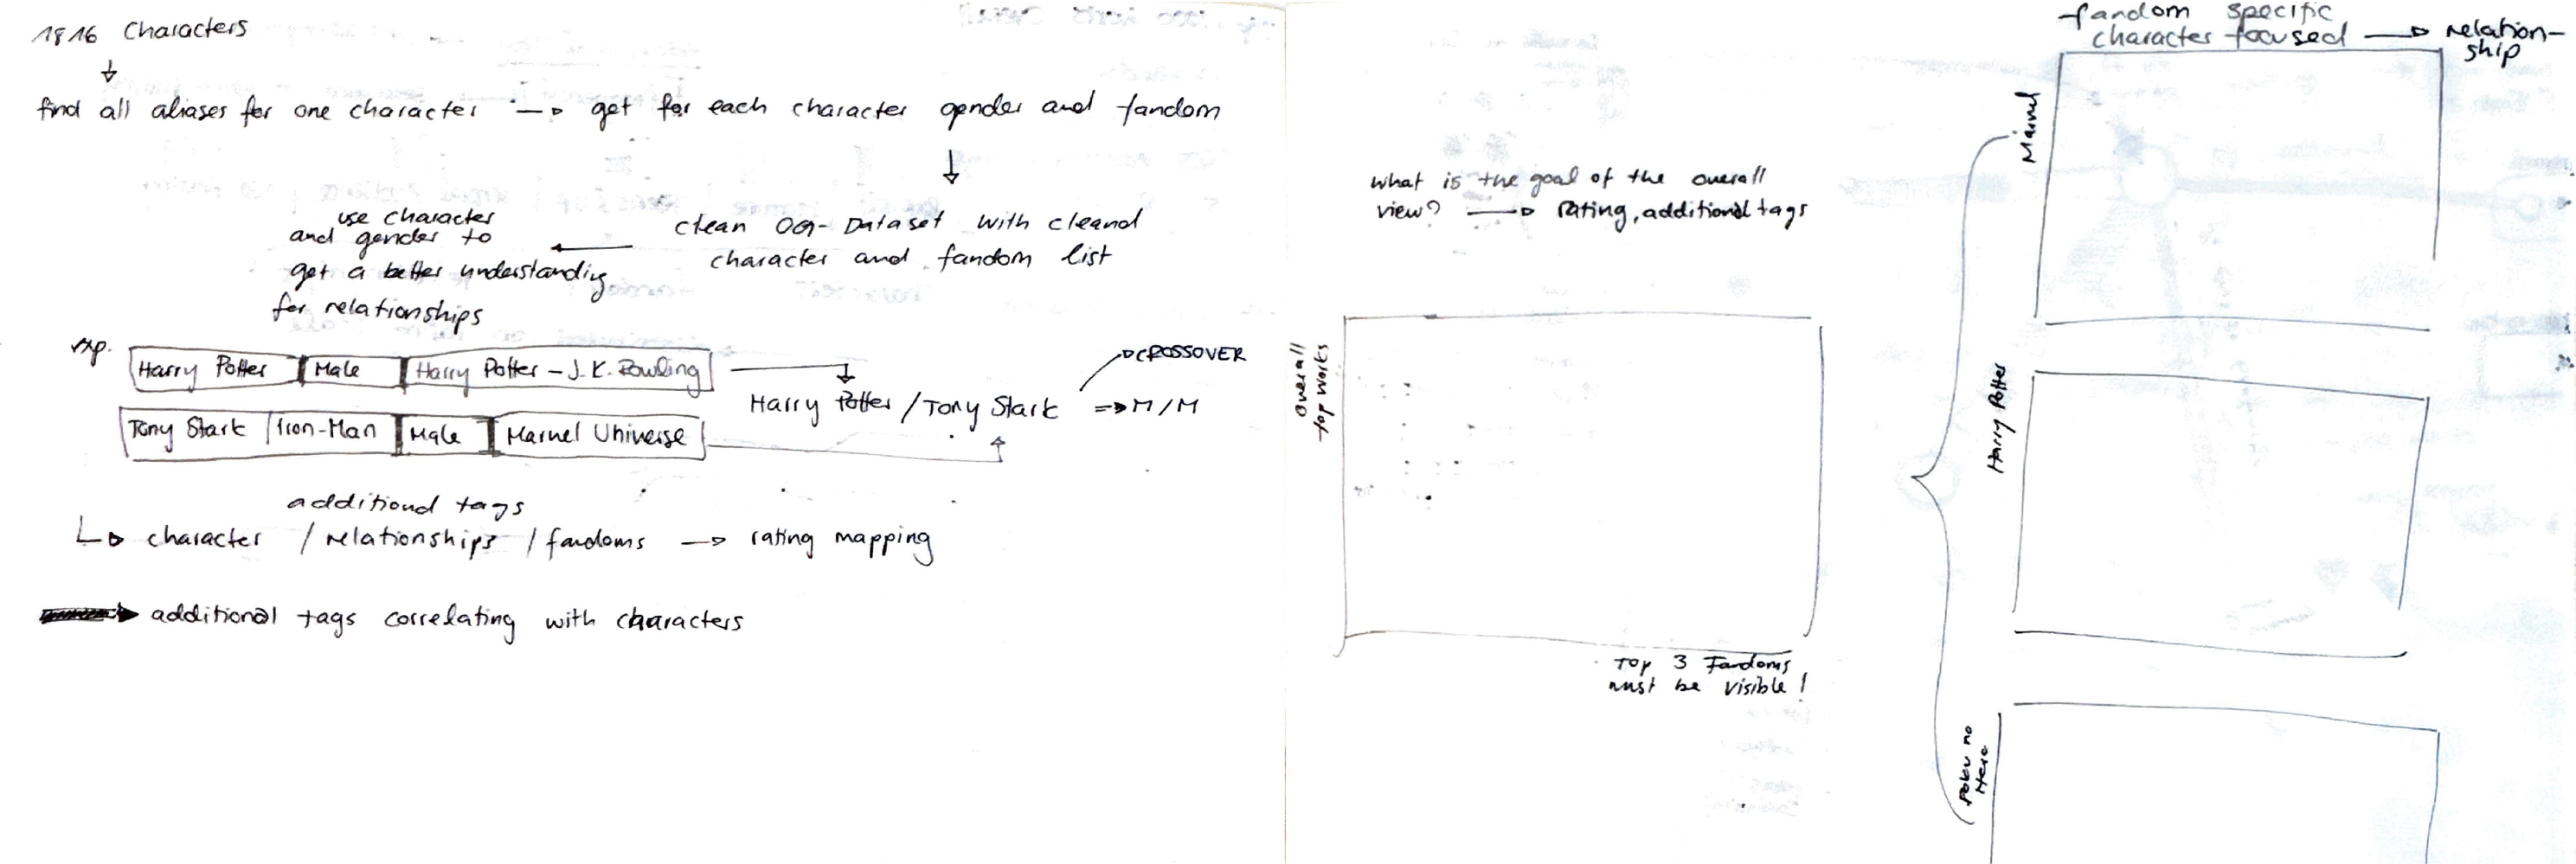 1816 Characters
find all aliases for one character → get for each character gender and fandom
clean OG-Dataset with cleand
character and fandom list
use character
and gender to
get a better understanding
for relationships
exp.
Harry Potter | Male | Harry Potter - J.K. Rowling
Tony Stark | Iron-Man | Male | Marvel Universe
Harry Potter / Tony Stark => M/M
CROSSOVER
additional tags
character / relationships / fandoms → rating mapping
additional tags correlating with characters
What is the goal of the overall
view? → rating, additional tags
overall
top works
Top 3 Fandoms
must be visible!
fandom specific
character focused → relation-
ship
Marvel
Harry Potter
Boku no
Hero